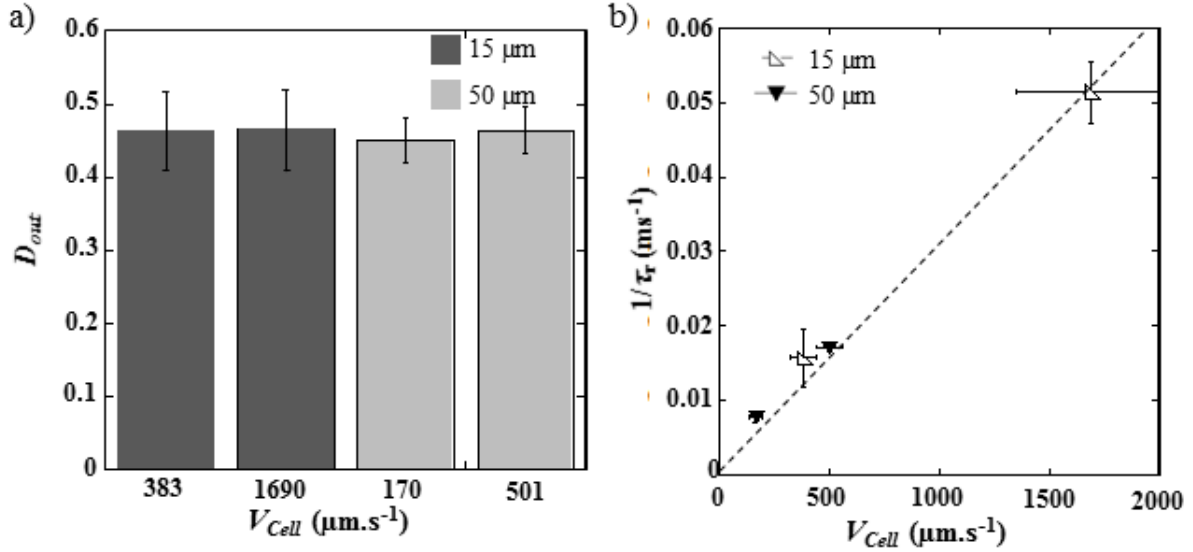 a)
0.6
0.5
0.4
0.3
0.2
0.1
0
D_out
15 µm
50 µm
383 1690 170 501
V_Cell (µm.s⁻¹)
b)
0.06
0.05
0.04
0.03
0.02
0.01
0
1/τ_r (ms⁻¹)
15 µm
50 µm
0 500 1000 1500 2000
V_Cell (µm.s⁻¹)